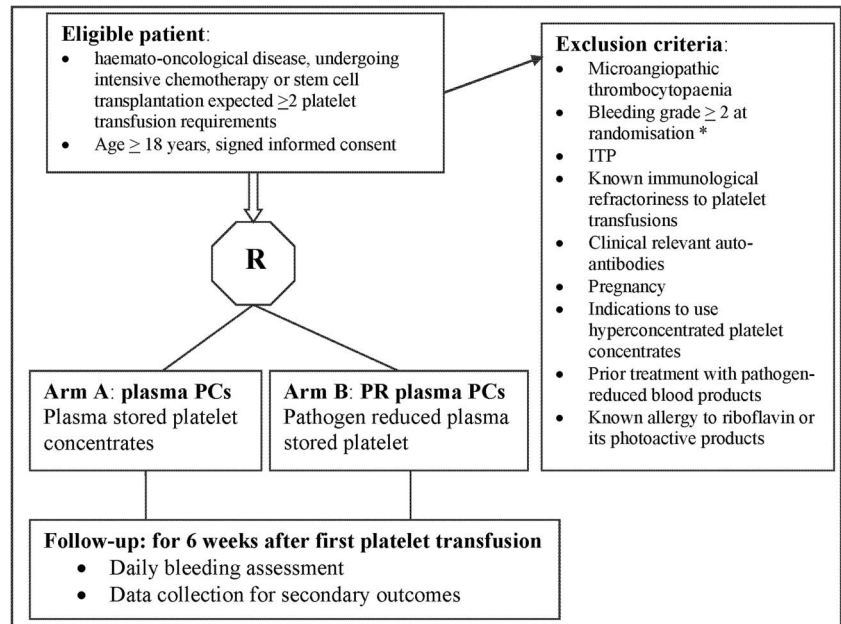 Eligible patient:
• haemato-oncological disease, undergoing
intensive chemotherapy or stem cell
transplantation expected ≥2 platelet
transfusion requirements
• Age ≥ 18 years, signed informed consent
Exclusion criteria:
• Microangiopathic
thrombocytopaenia
• Bleeding grade ≥ 2 at
randomisation *
• ITP
• Known immunological
refractoriness to platelet
transfusions
• Clinical relevant auto-
antibodies
• Pregnancy
• Indications to use
hyperconcentrated platelet
concentrates
• Prior treatment with pathogen-
reduced blood products
• Known allergy to riboflavin or
its photoactive products
R
Arm A: plasma PCs
Plasma stored platelet
concentrates
Arm B: PR plasma PCs
Pathogen reduced plasma
stored platelet
Follow-up: for 6 weeks after first platelet transfusion
• Daily bleeding assessment
• Data collection for secondary outcomes